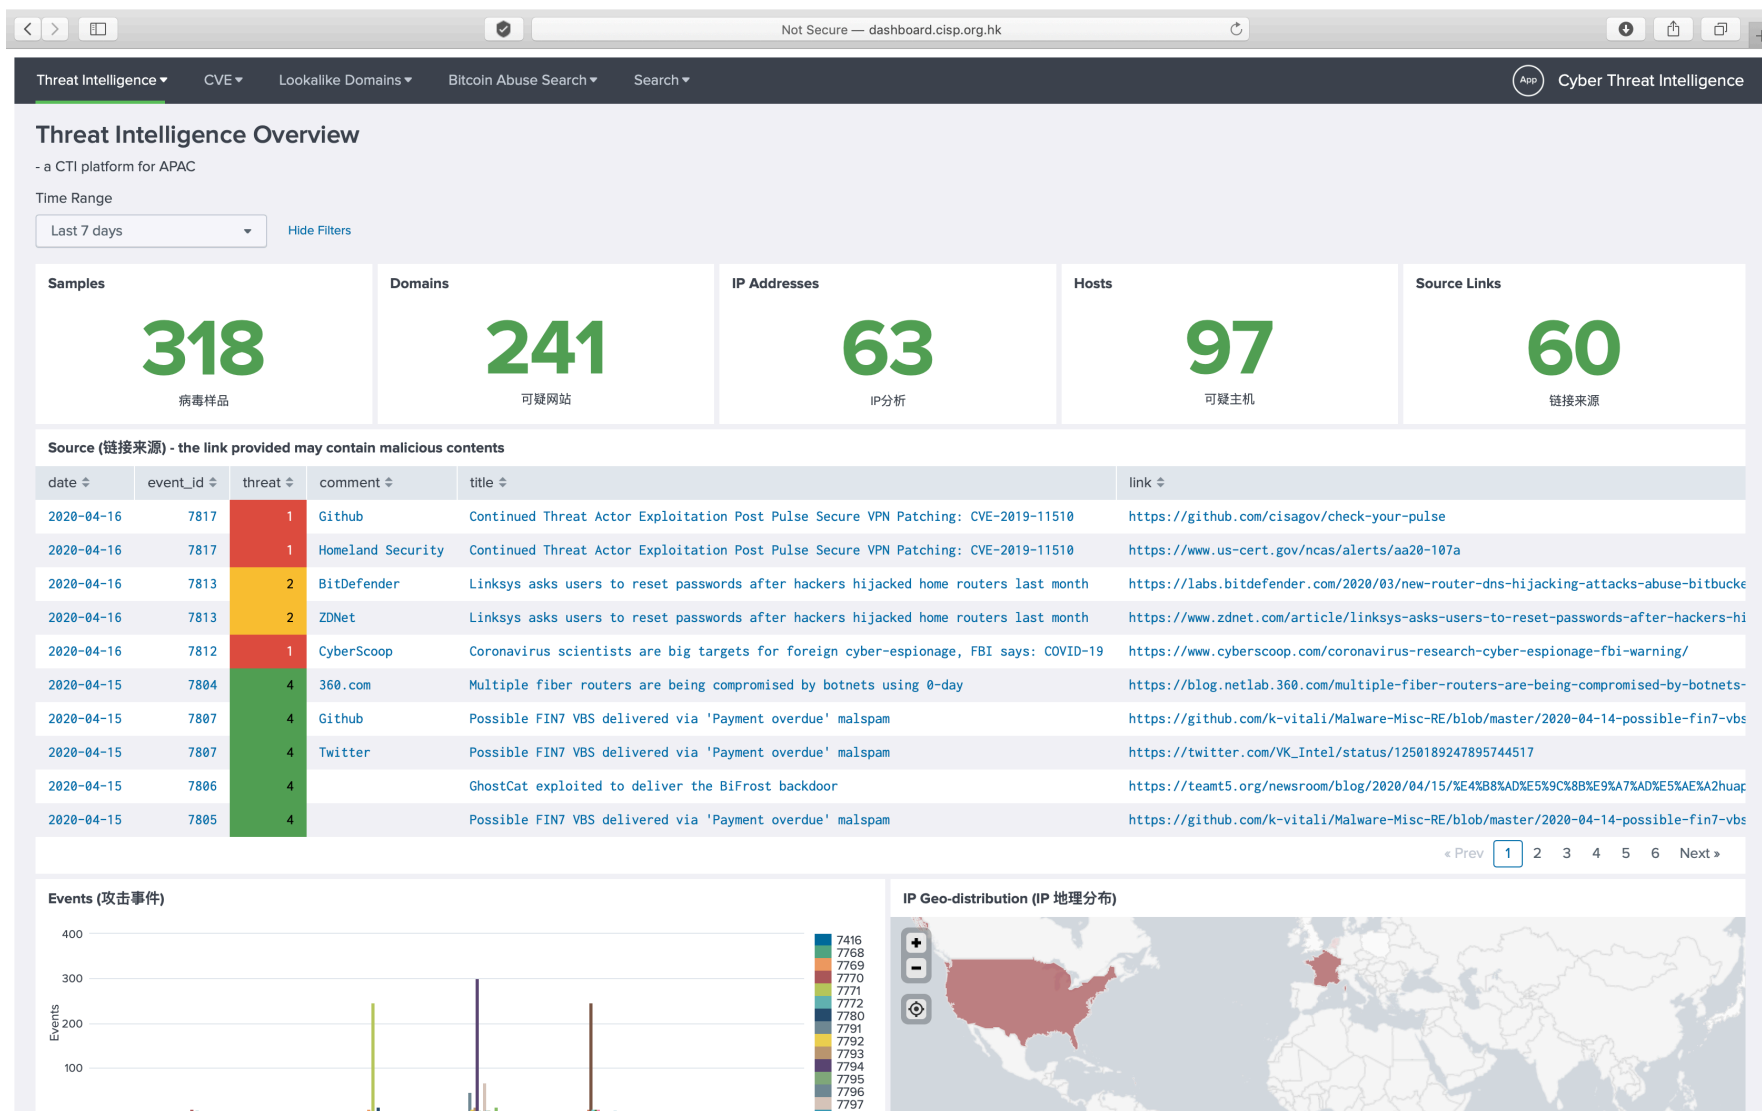 Not Secure — dashboard.cisp.org.hk
Threat Intelligence CVE Lookalike Domains Bitcoin Abuse Search Search App Cyber Threat Intelligence
Threat Intelligence Overview
- a CTI platform for APAC
Time Range
Last 7 days Hide Filters
Samples Domains IP Addresses Hosts Source Links
318 241 63 97 60
病毒样品 可疑网站 IP分析 可疑主机 链接来源
Source (链接来源) - the link provided may contain malicious contents
date event_id threat comment title link
2020-04-16 7817 1 Github Continued Threat Actor Exploitation Post Pulse Secure VPN Patching: CVE-2019-11510 https://github.com/cisagov/check-your-pulse
2020-04-16 7817 1 Homeland Security Continued Threat Actor Exploitation Post Pulse Secure VPN Patching: CVE-2019-11510 https://www.us-cert.gov/ncas/alerts/aa20-107a
2020-04-16 7813 2 BitDefender Linksys asks users to reset passwords after hackers hijacked home routers last month https://labs.bitdefender.com/2020/03/new-router-dns-hijacking-attacks-abuse-bitbucke
2020-04-16 7813 2 ZDNet Linksys asks users to reset passwords after hackers hijacked home routers last month https://www.zdnet.com/article/linksys-asks-users-to-reset-passwords-after-hackers-hi
2020-04-16 7812 1 CyberScoop Coronavirus scientists are big targets for foreign cyber-espionage, FBI says: COVID-19 https://www.cyberscoop.com/coronavirus-research-cyber-espionage-fbi-warning/
2020-04-15 7804 4 360.com Multiple fiber routers are being compromised by botnets using 0-day https://blog.netlab.360.com/multiple-fiber-routers-are-being-compromised-by-botnets-
2020-04-15 7807 4 Github Possible FIN7 VBS delivered via 'Payment overdue' malspam https://github.com/k-vitali/Malware-Misc-RE/blob/master/2020-04-14-possible-fin7-vbs
2020-04-15 7807 4 Twitter Possible FIN7 VBS delivered via 'Payment overdue' malspam https://twitter.com/VK_Intel/status/1250189247895744517
2020-04-15 7806 4 GhostCat exploited to deliver the BiFrost backdoor https://teamt5.org/newsroom/blog/2020/04/15/%E4%B8%AD%E5%9C%8B%E9%A7%AD%E5%AE%A2huap
2020-04-15 7805 4 Possible FIN7 VBS delivered via 'Payment overdue' malspam https://github.com/k-vitali/Malware-Misc-RE/blob/master/2020-04-14-possible-fin7-vbs
« Prev 1 2 3 4 5 6 Next »
Events (攻击事件)
400
300
200
100
Events
7416
7768
7769
7770
7771
7772
7780
7791
7792
7793
7794
7795
7796
7797
IP Geo-distribution (IP 地理分布)